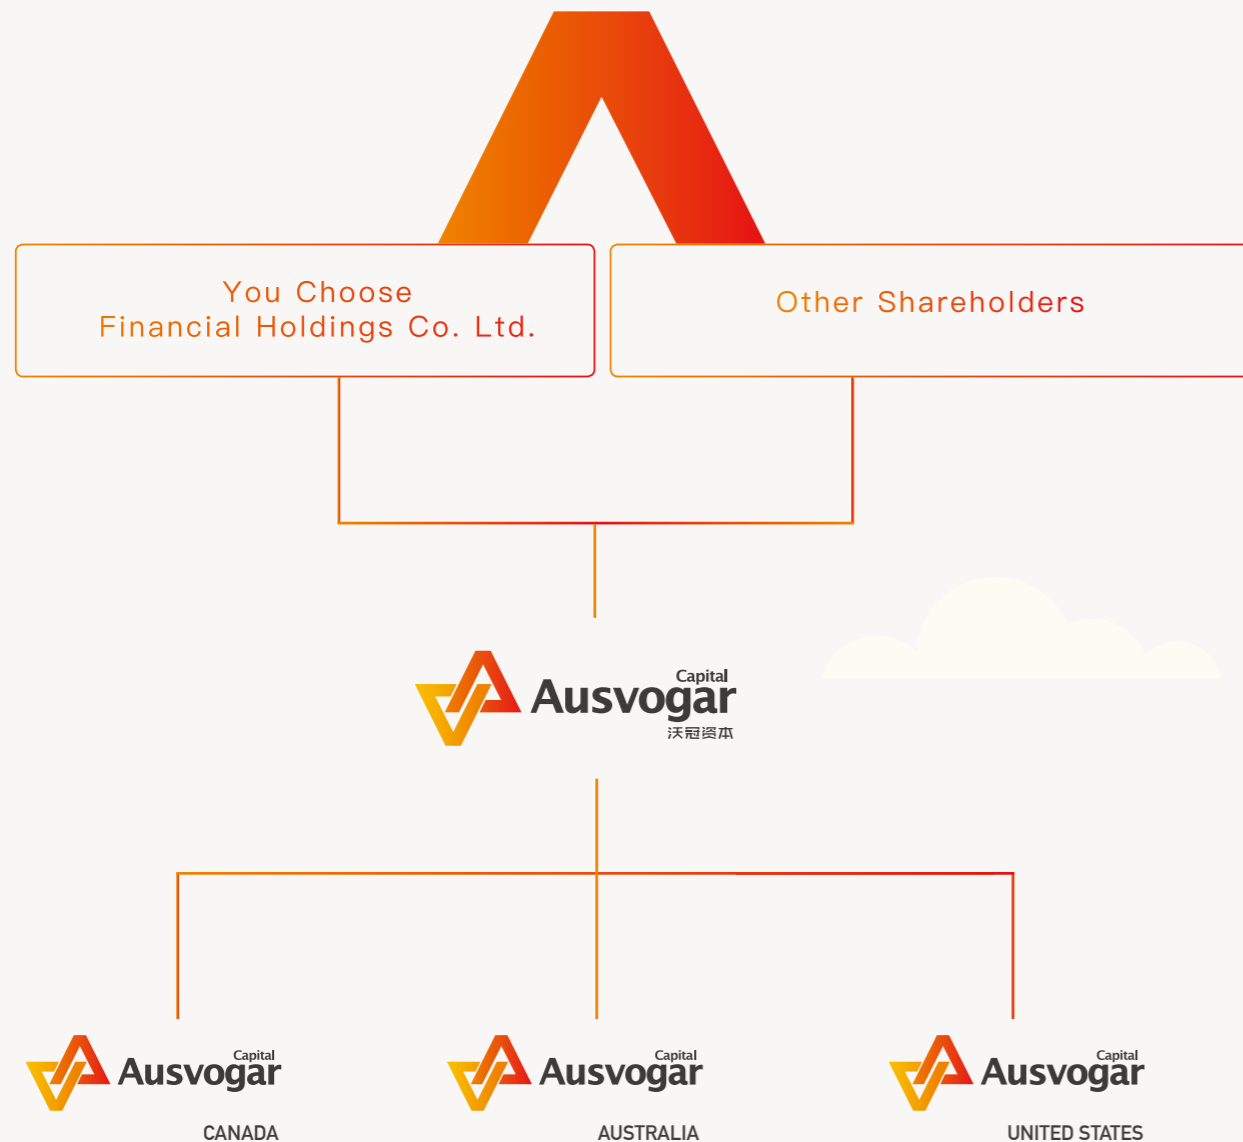 You Choose
Financial Holdings Co. Ltd.
Other Shareholders
Capital
Ausvogar
沃冠资本
Capital
Ausvogar
CANADA
Capital
Ausvogar
AUSTRALIA
Capital
Ausvogar
UNITED STATES